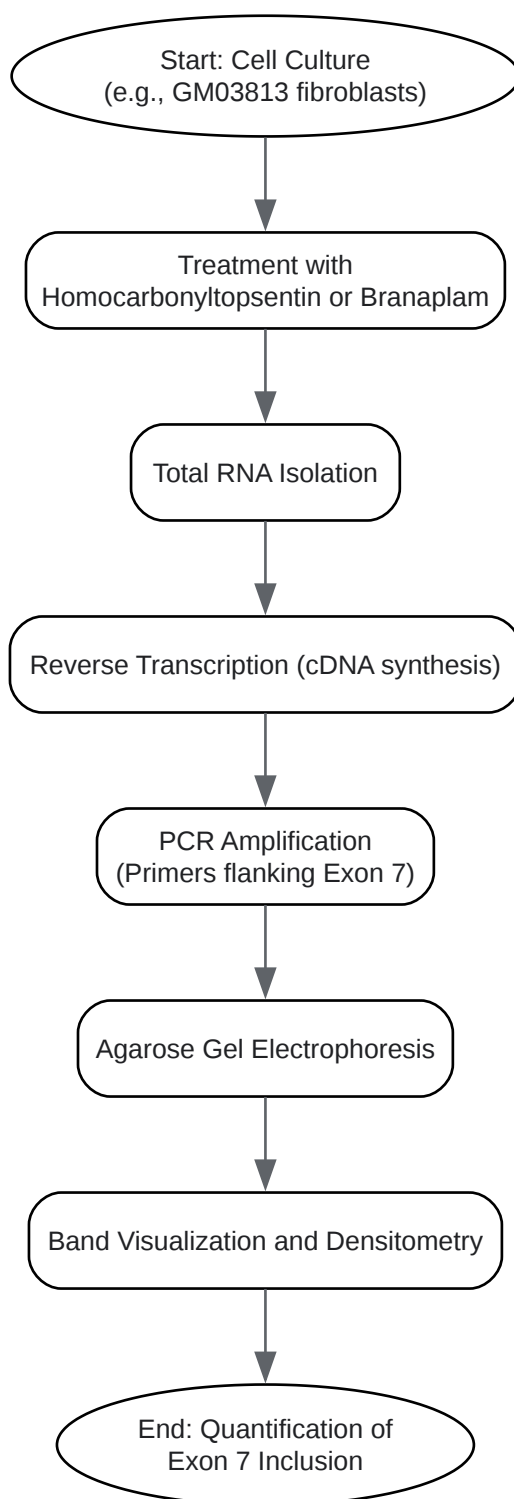 Start: Cell Culture
(e.g., GM03813 fibroblasts)
Treatment with
Homocarbonyltopsentin or Branaplam
Total RNA Isolation
Reverse Transcription (cDNA synthesis)
PCR Amplification
(Primers flanking Exon 7)
Agarose Gel Electrophoresis
Band Visualization and Densitometry
End: Quantification of
Exon 7 Inclusion